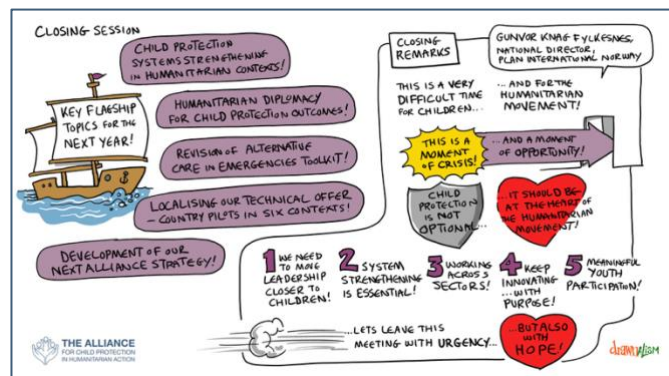 CLOSING SESSION
CHILD PROTECTION
SYSTEMS STRENGTHENING
IN HUMANITARIAN CONTEXTS!
KEY FLAGSHIP
TOPICS FOR THE
NEXT YEAR!
HUMANITARIAN DIPLOMACY
FOR CHILD PROTECTION OUTCOMES!
REVISION OF ALTERNATIVE
CARE IN EMERGENCIES TOOLKIT!
LOCALISING OUR TECHNICAL OFFER
– COUNTRY PILOTS IN SIX CONTEXTS!
DEVELOPMENT OF OUR
NEXT ALLIANCE STRATEGY!
CLOSING
REMARKS
GUNVOR KNAG FYLKESNES,
NATIONAL DIRECTOR,
PLAN INTERNATIONAL NORWAY
THIS IS A VERY
DIFFICULT TIME
FOR CHILDREN...
...AND FOR THE
HUMANITARIAN
MOVEMENT!
THIS IS A
MOMENT
OF CRISIS!
...AND A MOMENT
OF OPPORTUNITY!
CHILD
PROTECTION
IS NOT
OPTIONAL...
...IT SHOULD BE
AT THE HEART OF
THE HUMANITARIAN
MOVEMENT!
1 WE NEED
TO MOVE
LEADERSHIP
CLOSER TO
CHILDREN!
2 SYSTEM
STRENGTHENING
IS ESSENTIAL!
3 WORKING
ACROSS
SECTORS!
4 KEEP
INNOVATING
...WITH
PURPOSE!
5 MEANINGFUL
YOUTH
PARTICIPATION!
...LETS LEAVE THIS
MEETING WITH URGENCY...
...BUT ALSO
WITH
HOPE!
THE ALLIANCE
FOR CHILD PROTECTION
IN HUMANITARIAN ACTION
drawnalism